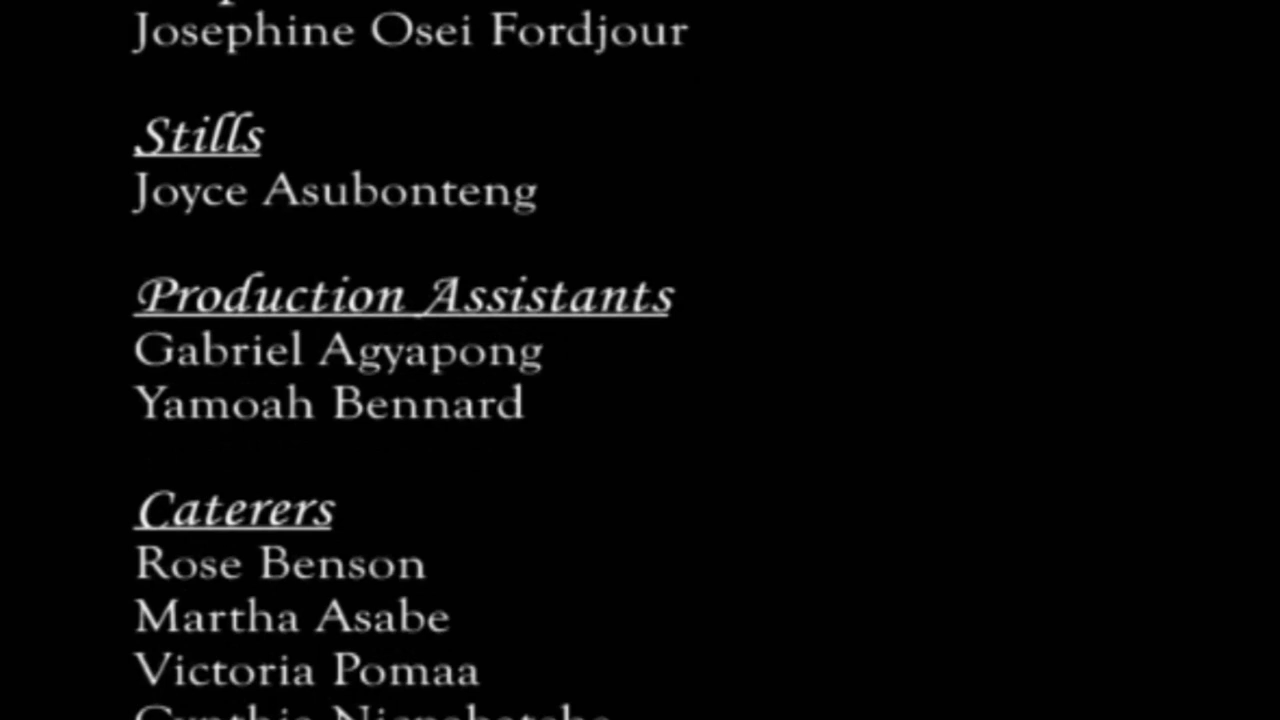 Josephine Osei Fordjour
Stills
Joyce Asubonteng
Production Assistants
Gabriel Agyapong
Yamoah Bennard
Caterers
Rose Benson
Martha Asabe
Victoria Pomaa
Cynthia